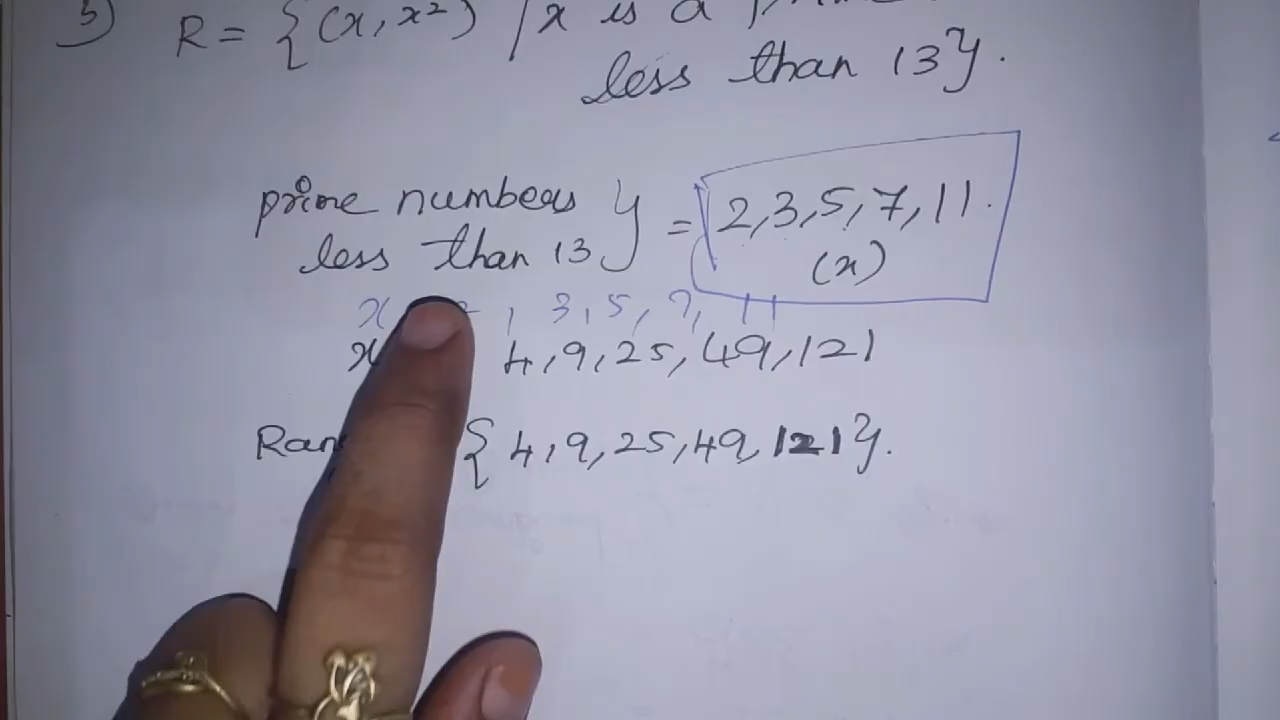 3) R = {(x, x²) / x is a
less than 13}.
prime numbers
less than 13 } = 2, 3, 5, 7, 11.
(x)
x , 3, 5, 7, 11
x 4, 9, 25, 49, 121
Ran { 4, 9, 25, 49, 121}.